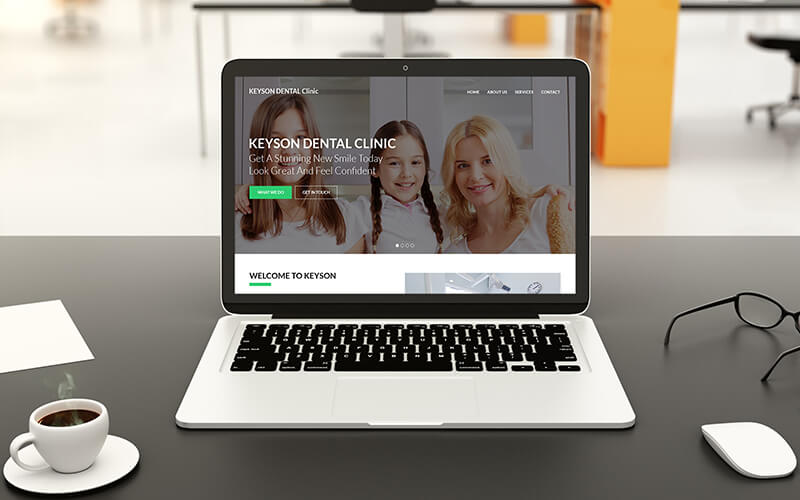 KEYSON DENTAL Clinic
HOME ABOUT US SERVICES CONTACT
KEYSON DENTAL CLINIC
Get A Stunning New Smile Today
Look Great And Feel Confident
WHAT WE DO GET IN TOUCH
WELCOME TO KEYSON